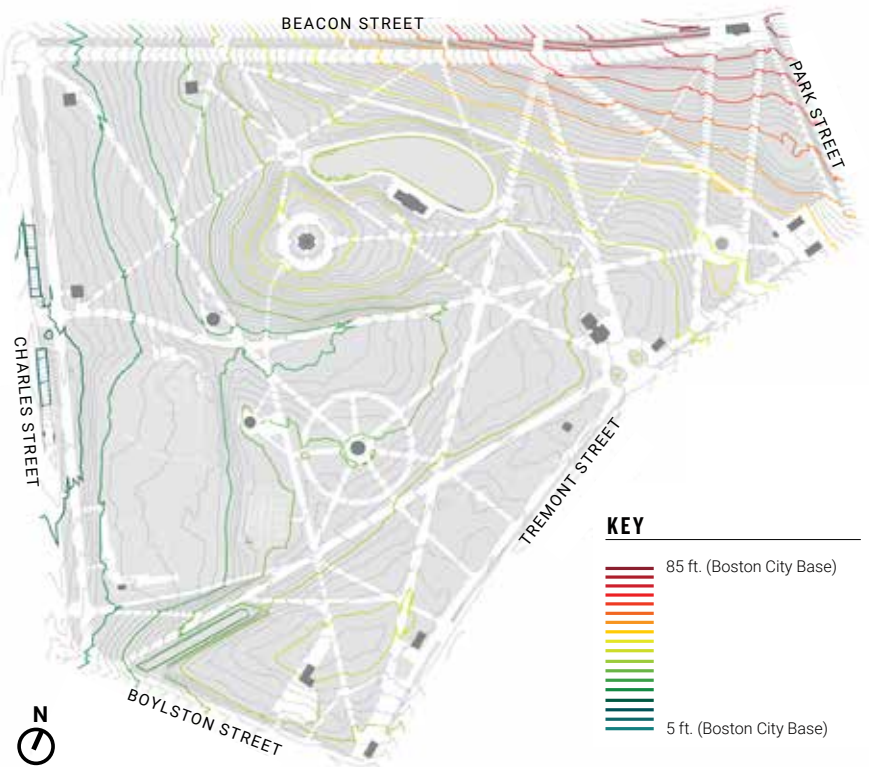 BEACON STREET
PARK STREET
CHARLES STREET
TREMONT STREET
KEY
85 ft. (Boston City Base)
5 ft. (Boston City Base)
BOYLSTON STREET
N